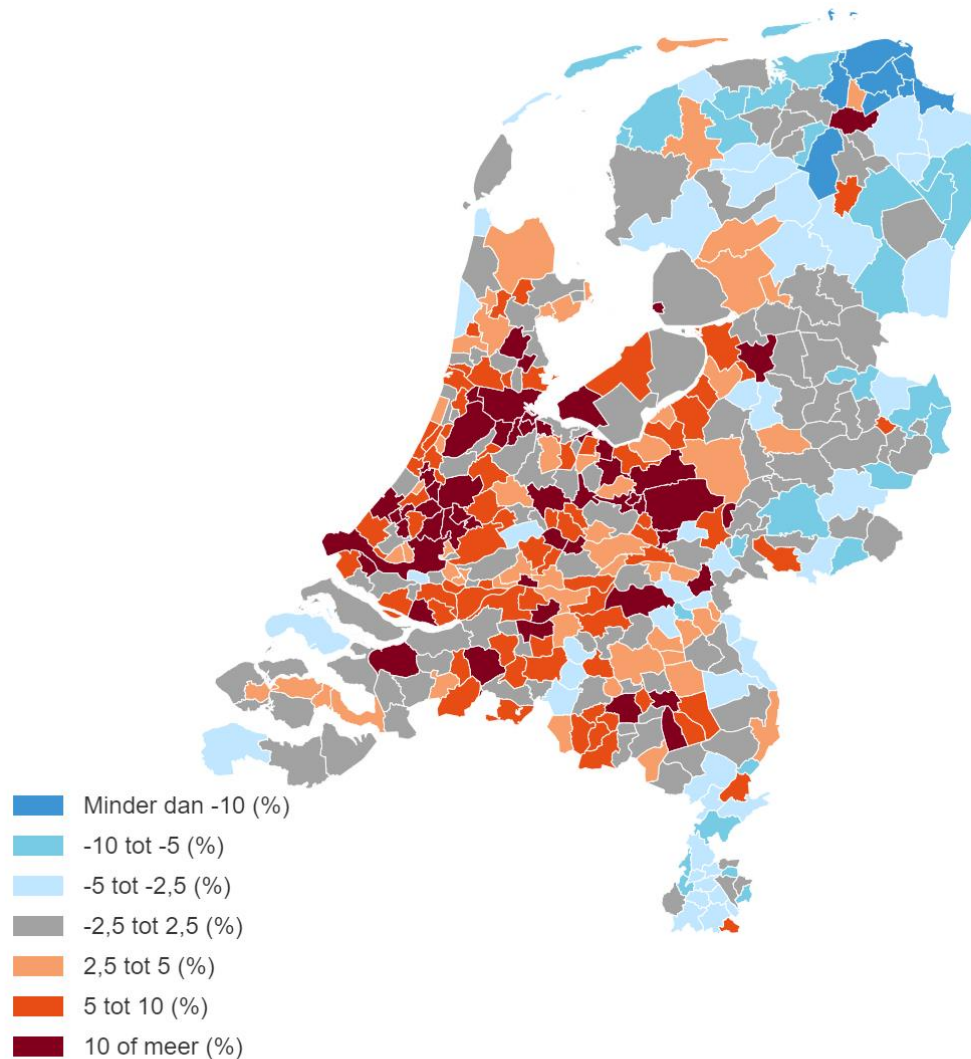 Minder dan -10 (%)
-10 tot -5 (%)
-5 tot -2,5 (%)
-2,5 tot 2,5 (%)
2,5 tot 5 (%)
5 tot 10 (%)
10 of meer (%)